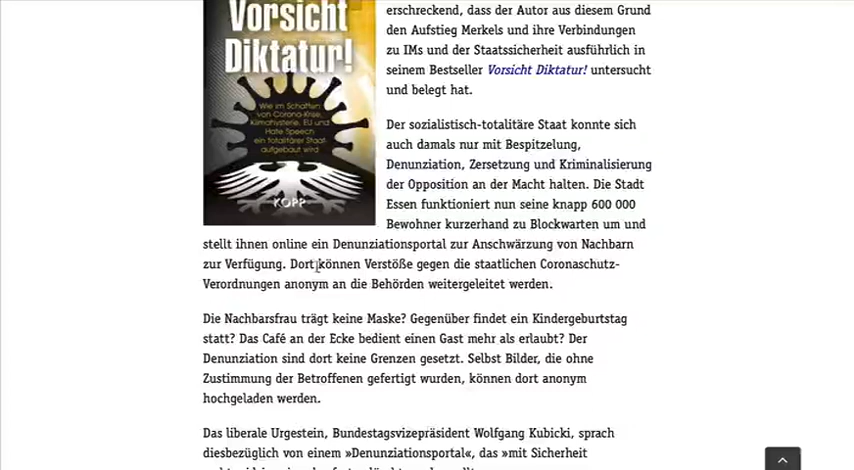 Vorsicht
Diktatur!
Wie im Schatten
von Corona-Krise,
Klimahysterie, EU und
Hate Speech
ein totalitärer Staat
aufgebaut wird
KOPP
erschreckend, dass der Autor aus diesem Grund
den Aufstieg Merkels und ihre Verbindungen
zu IMs und der Staatssicherheit ausführlich in
seinem Bestseller Vorsicht Diktatur! untersucht
und belegt hat.
Der sozialistisch-totalitäre Staat konnte sich
auch damals nur mit Bespitzelung,
Denunziation, Zersetzung und Kriminalisierung
der Opposition an der Macht halten. Die Stadt
Essen funktioniert nun seine knapp 600 000
Bewohner kurzerhand zu Blockwarten um und
stellt ihnen online ein Denunziationsportal zur Anschwärzung von Nachbarn
zur Verfügung. Dort können Verstöße gegen die staatlichen Coronaschutz-
Verordnungen anonym an die Behörden weitergeleitet werden.
Die Nachbarsfrau trägt keine Maske? Gegenüber findet ein Kindergeburtstag
statt? Das Café an der Ecke bedient einen Gast mehr als erlaubt? Der
Denunziation sind dort keine Grenzen gesetzt. Selbst Bilder, die ohne
Zustimmung der Betroffenen gefertigt wurden, können dort anonym
hochgeladen werden.
Das liberale Urgestein, Bundestagsvizepräsident Wolfgang Kubicki, sprach
diesbezüglich von einem »Denunziationsportal«, das »mit Sicherheit